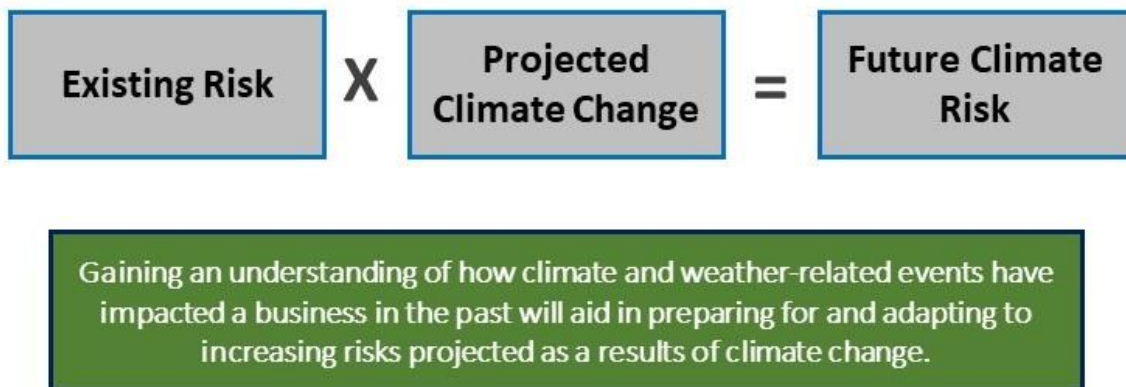 Existing Risk
X
Projected
Climate Change
=
Future Climate
Risk
Gaining an understanding of how climate and weather-related events have
impacted a business in the past will aid in preparing for and adapting to
increasing risks projected as a results of climate change.